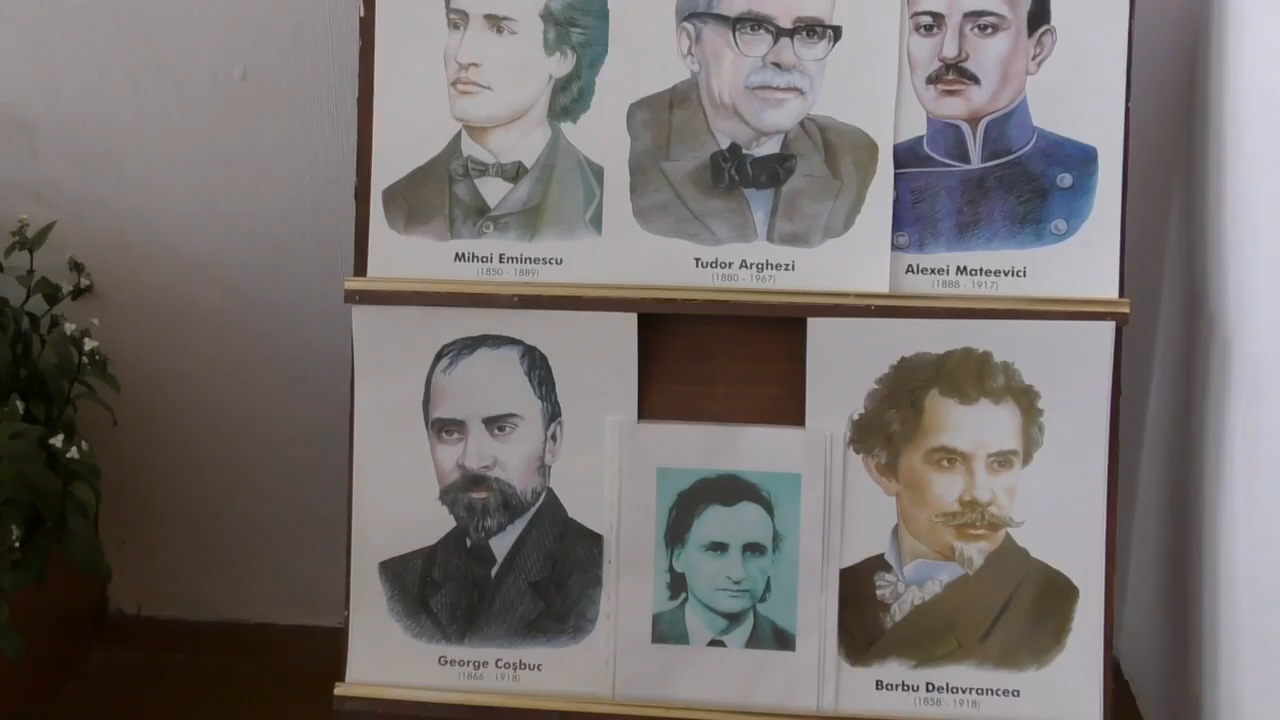 Mihai Eminescu
(1850 - 1889)
Tudor Arghezi
(1880 - 1967)
Alexei Mateevici
(1888 - 1917)
George Coşbuc
(1866 - 1918)
Barbu Delavrancea
(1858 - 1918)